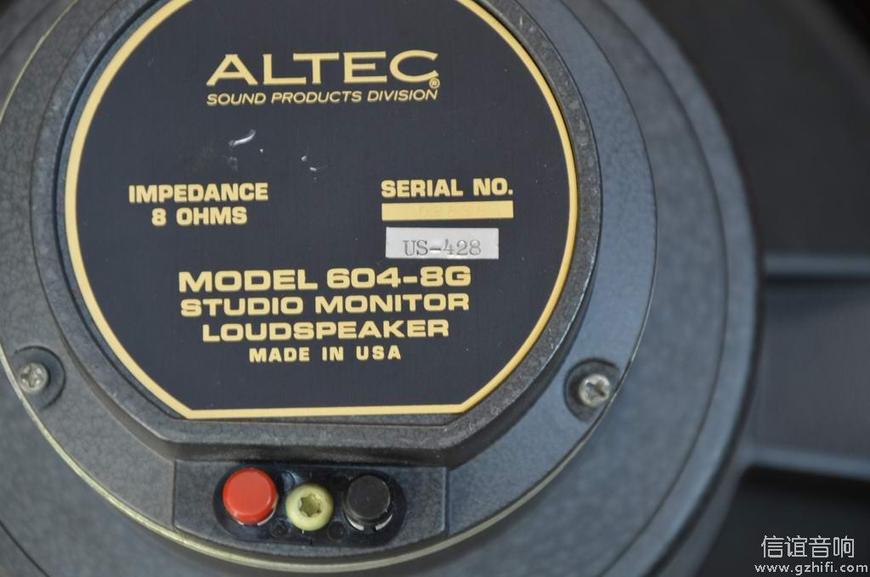 ALTEC®
SOUND PRODUCTS DIVISION
IMPEDANCE
8 OHMS
SERIAL NO.
US-428
MODEL 604-8G
STUDIO MONITOR
LOUDSPEAKER
MADE IN USA
信谊音响
www.gzhifi.com